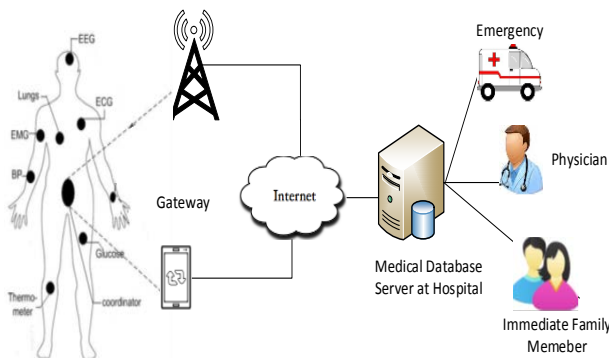 EEG
Lungs
ECG
EMG
BP
Glucose
Thermo-
meter
coordinator
Gateway
Internet
Medical Database
Server at Hospital
Emergency
Physician
Immediate Family
Memeber